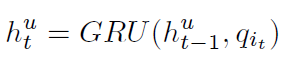 h_t^u = GRU(h_{t-1}^u, q_{i_t})